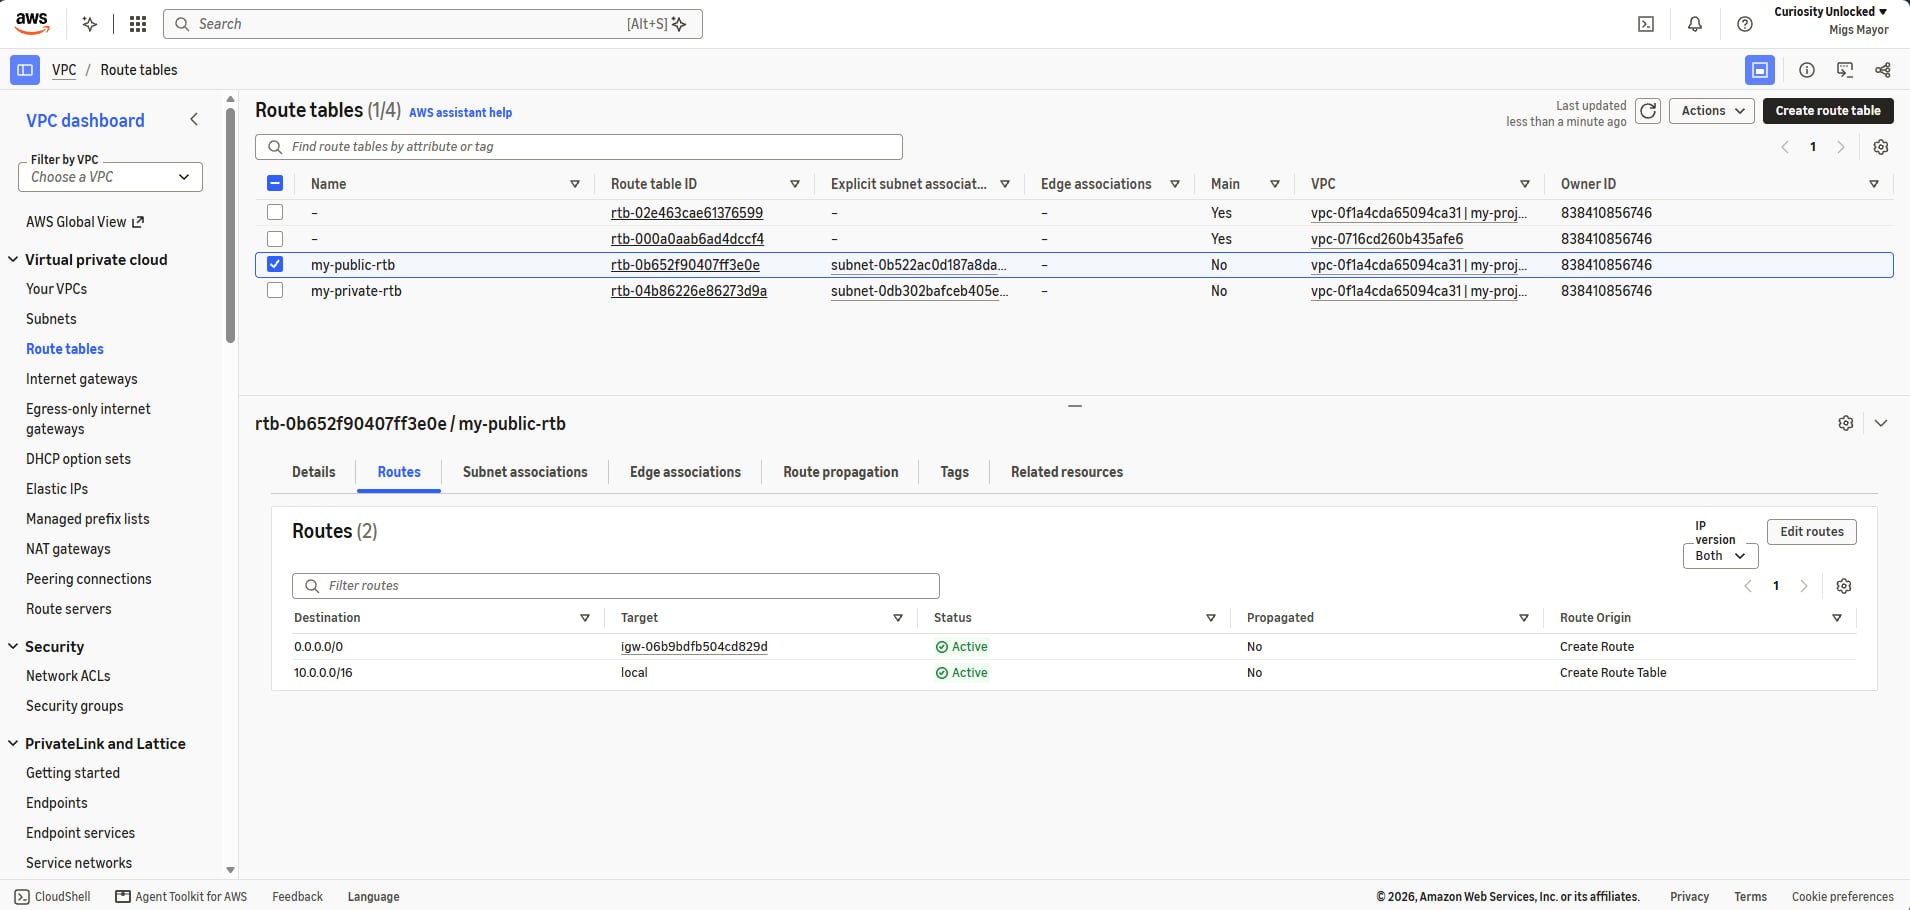 aws
Search [Alt+S]
Curiosity Unlocked
Migs Mayor
VPC / Route tables
VPC dashboard
Filter by VPC
Choose a VPC
AWS Global View
Virtual private cloud
Your VPCs
Subnets
Route tables
Internet gateways
Egress-only internet
gateways
DHCP option sets
Elastic IPs
Managed prefix lists
NAT gateways
Peering connections
Route servers
Security
Network ACLs
Security groups
PrivateLink and Lattice
Getting started
Endpoints
Endpoint services
Service networks
Route tables (1/4) AWS assistant help
Last updated
less than a minute ago
Actions
Create route table
Find route tables by attribute or tag
1
Name Route table ID Explicit subnet associat... Edge associations Main VPC Owner ID
– rtb-02e463cae61376599 – – Yes vpc-0f1a4cda65094ca31 | my-proj... 838410856746
– rtb-000a0aab6ad4dccf4 – – Yes vpc-0716cd260b435afe6 838410856746
my-public-rtb rtb-0b652f90407ff3e0e subnet-0b522ac0d187a8da... – No vpc-0f1a4cda65094ca31 | my-proj... 838410856746
my-private-rtb rtb-04b86226e86273d9a subnet-0db302bafceb405e... – No vpc-0f1a4cda65094ca31 | my-proj... 838410856746
rtb-0b652f90407ff3e0e / my-public-rtb
Details Routes Subnet associations Edge associations Route propagation Tags Related resources
Routes (2)
IP
version
Both
Edit routes
Filter routes
1
Destination Target Status Propagated Route Origin
0.0.0.0/0 igw-06b9bdfb504cd829d Active No Create Route
10.0.0.0/16 local Active No Create Route Table
CloudShell Agent Toolkit for AWS Feedback Language
© 2026, Amazon Web Services, Inc. or its affiliates. Privacy Terms Cookie preferences